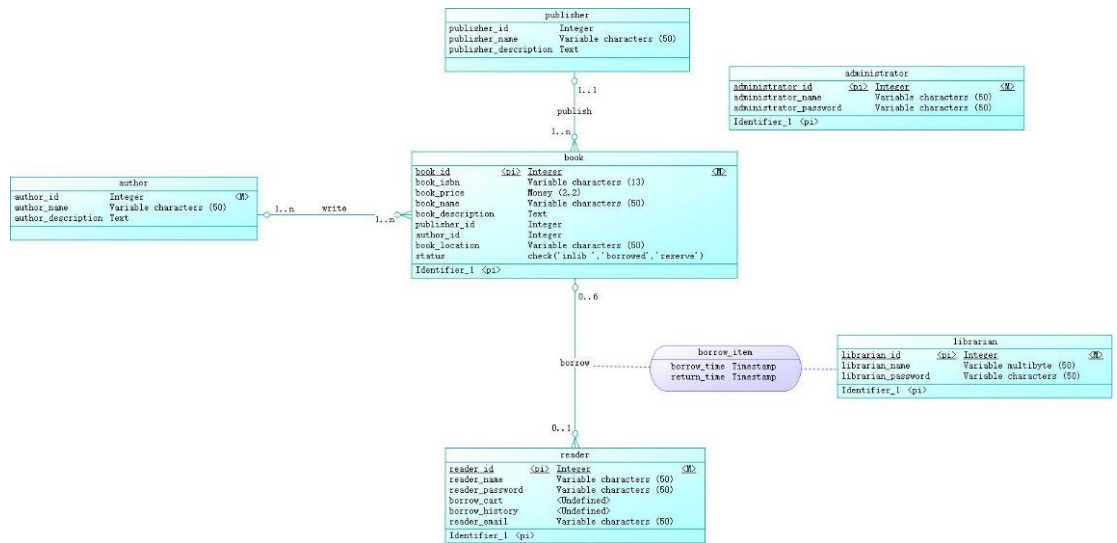 publisher
publisher_id Integer
publisher_name Variable characters (50)
publisher_description Text
administrator
administrator_id <pi> Integer <M>
administrator_name Variable characters (50)
administrator_password Variable characters (50)
Identifier_1 <pi>
1..1
publish
1..n
book
book_id <pi> Integer <M>
book_isbn Variable characters (13)
book_price Money (2,2)
book_name Variable characters (50)
book_description Text
publisher_id Integer
author_id Integer
book_location Variable characters (50)
status check('inlib ','borrowed','reserve')
Identifier_1 <pi>
author
author_id Integer <M>
author_name Variable characters (50)
author_description Text
1..n write 1..n
0..6
borrow
borrow_item
borrow_time Timestamp
return_time Timestamp
librarian
librarian_id <pi> Integer <M>
librarian_name Variable multibyte (50)
librarian_password Variable characters (50)
Identifier_1 <pi>
0..1
reader
reader_id <pi> Integer <M>
reader_name Variable characters (50)
reader_password Variable characters (50)
borrow_cart <Undefined>
borrow_history <Undefined>
reader_email Variable characters (50)
Identifier_1 <pi>